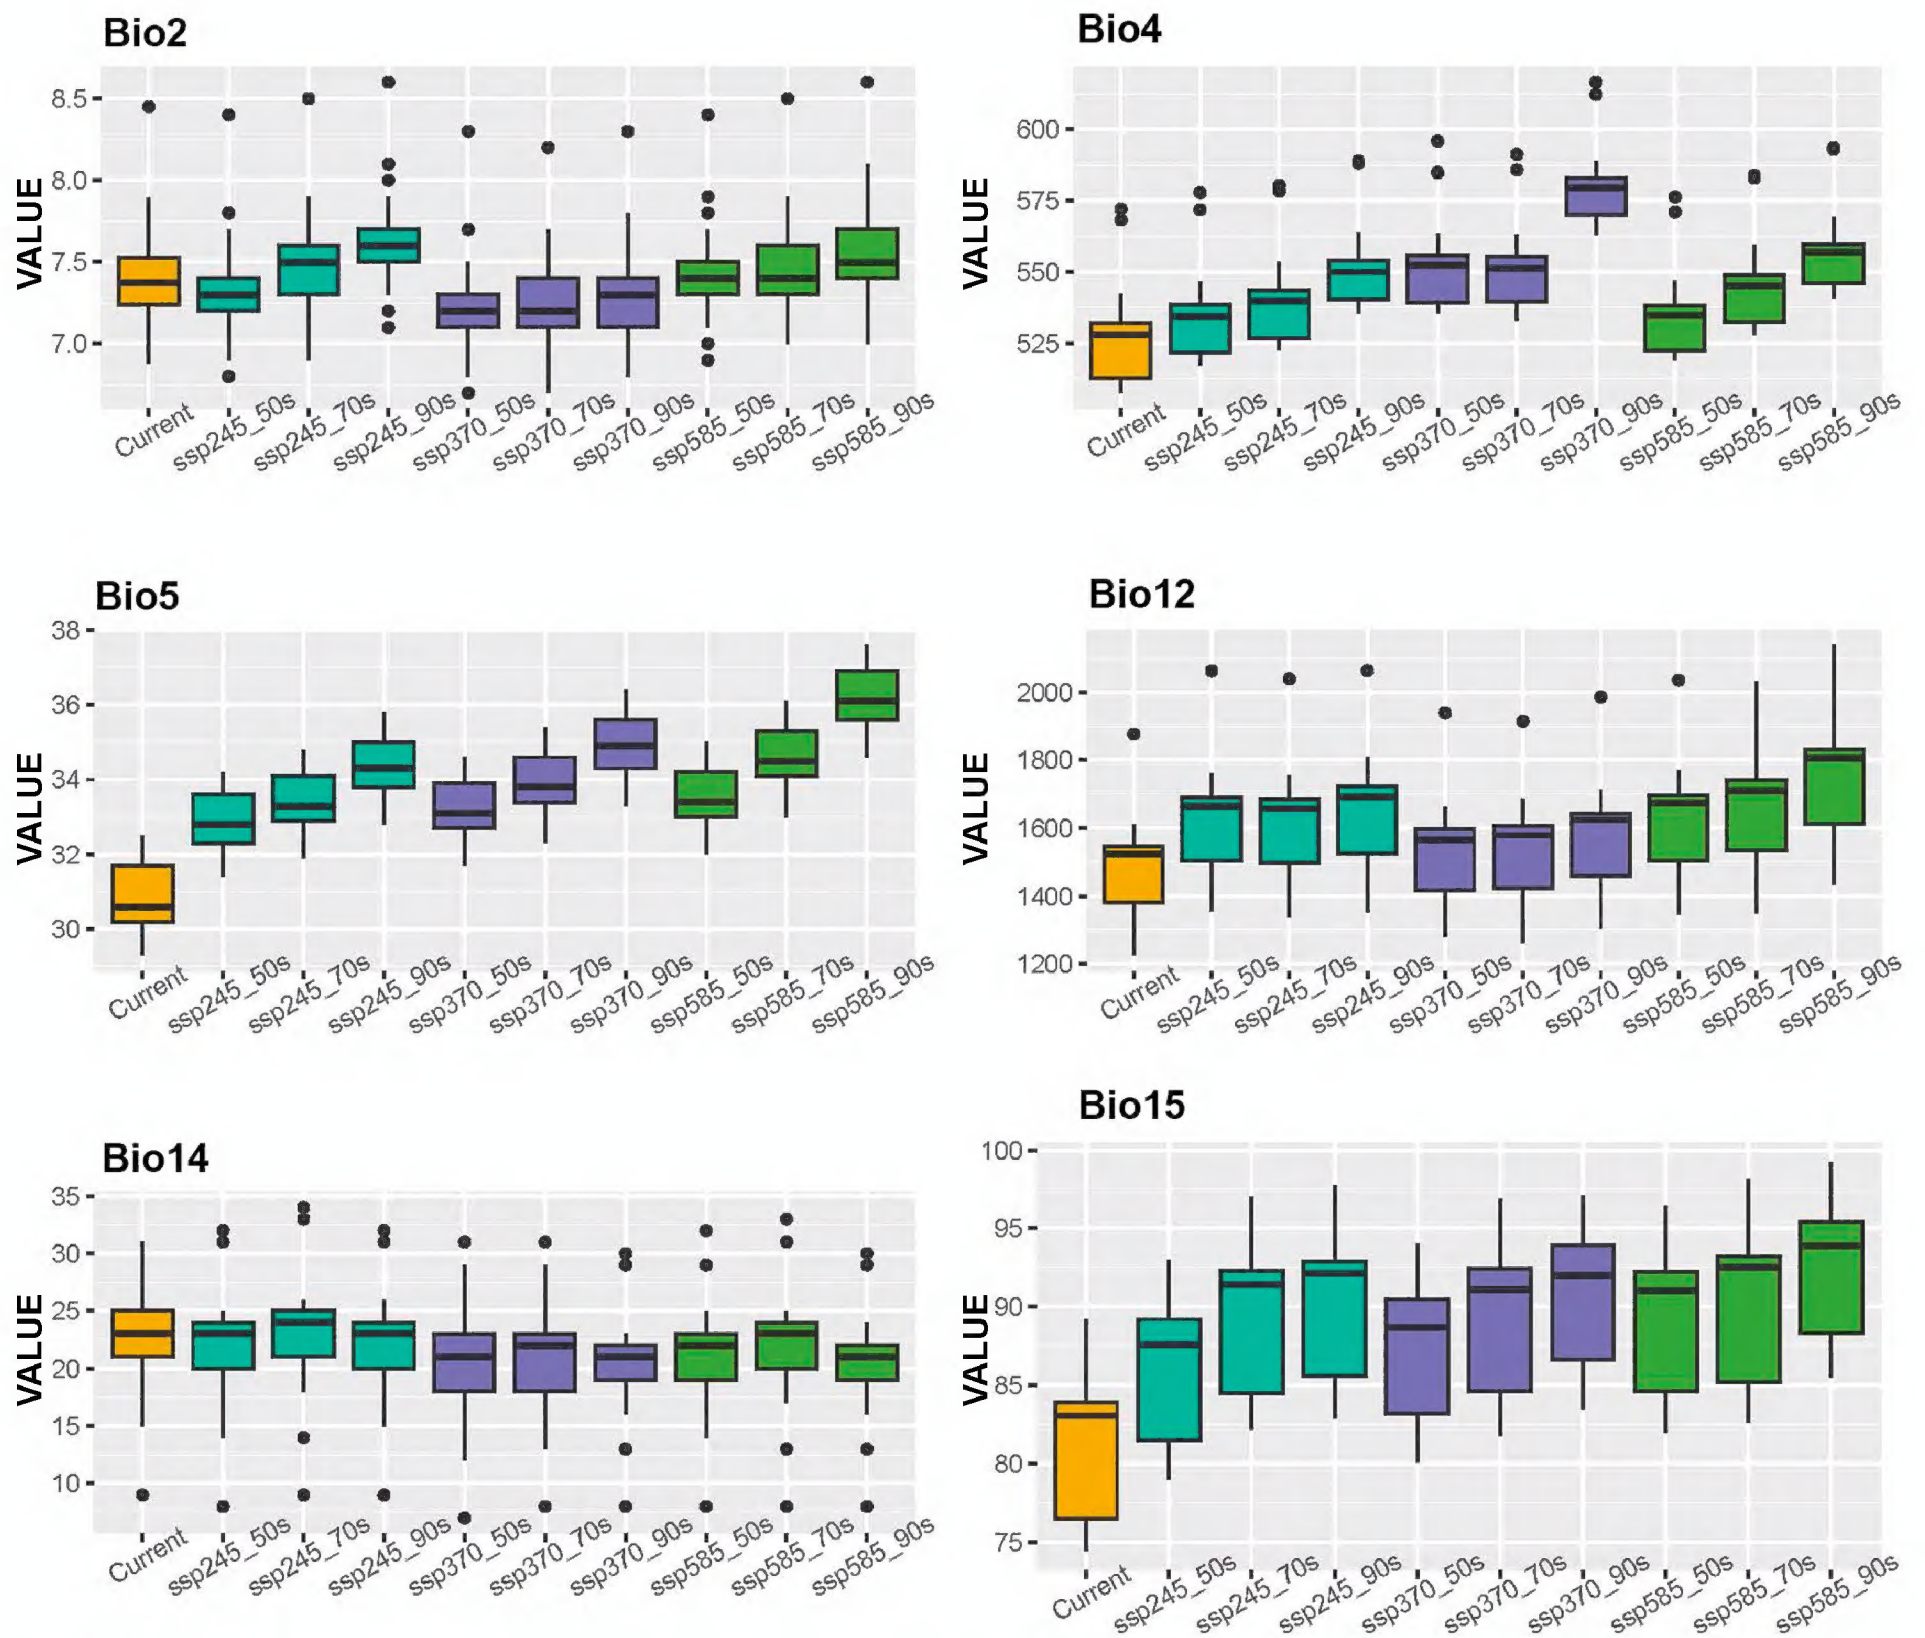 Bio2
VALUE
8.5
8.0
7.5
7.0
Current ssp245_50s ssp245_70s ssp245_90s ssp370_50s ssp370_70s ssp370_90s ssp585_50s ssp585_70s ssp585_90s
Bio4
VALUE
600
575
550
525
Current ssp245_50s ssp245_70s ssp245_90s ssp370_50s ssp370_70s ssp370_90s ssp585_50s ssp585_70s ssp585_90s
Bio5
VALUE
38
36
34
32
30
Current ssp245_50s ssp245_70s ssp245_90s ssp370_50s ssp370_70s ssp370_90s ssp585_50s ssp585_70s ssp585_90s
Bio12
VALUE
2000
1800
1600
1400
1200
Current ssp245_50s ssp245_70s ssp245_90s ssp370_50s ssp370_70s ssp370_90s ssp585_50s ssp585_70s ssp585_90s
Bio14
VALUE
35
30
25
20
15
10
Current ssp245_50s ssp245_70s ssp245_90s ssp370_50s ssp370_70s ssp370_90s ssp585_50s ssp585_70s ssp585_90s
Bio15
VALUE
100
95
90
85
80
75
Current ssp245_50s ssp245_70s ssp245_90s ssp370_50s ssp370_70s ssp370_90s ssp585_50s ssp585_70s ssp585_90s